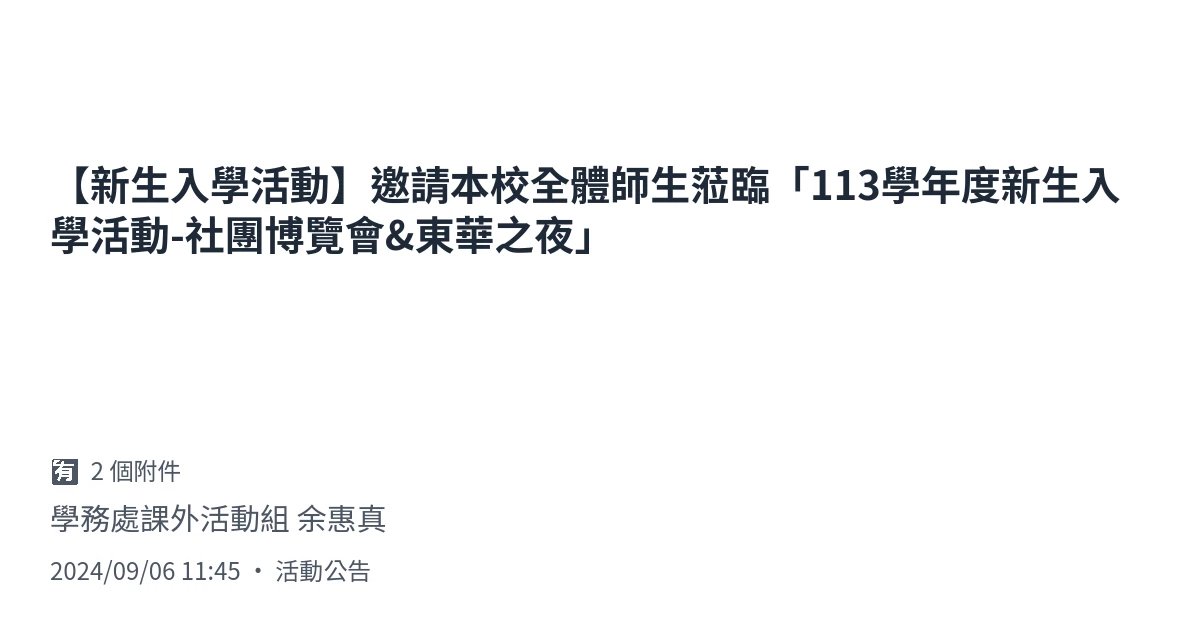 【新生入學活動】邀請本校全體師生蒞臨「113學年度新生入
學活動-社團博覽會&東華之夜」
🈶 2 個附件
學務處課外活動組 余惠真
2024/09/06 11:45 • 活動公告